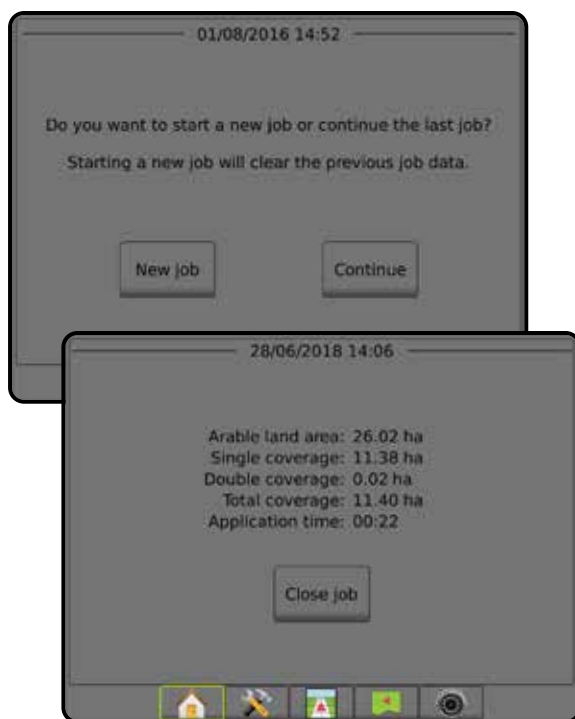 01/08/2016 14:52
Do you want to start a new job or continue the last job?
Starting a new job will clear the previous job data.
New job
Continue
28/06/2018 14:06
Arable land area: 26.02 ha
Single coverage: 11.38 ha
Double coverage: 0.02 ha
Total coverage: 11.40 ha
Application time: 00:22
Close job